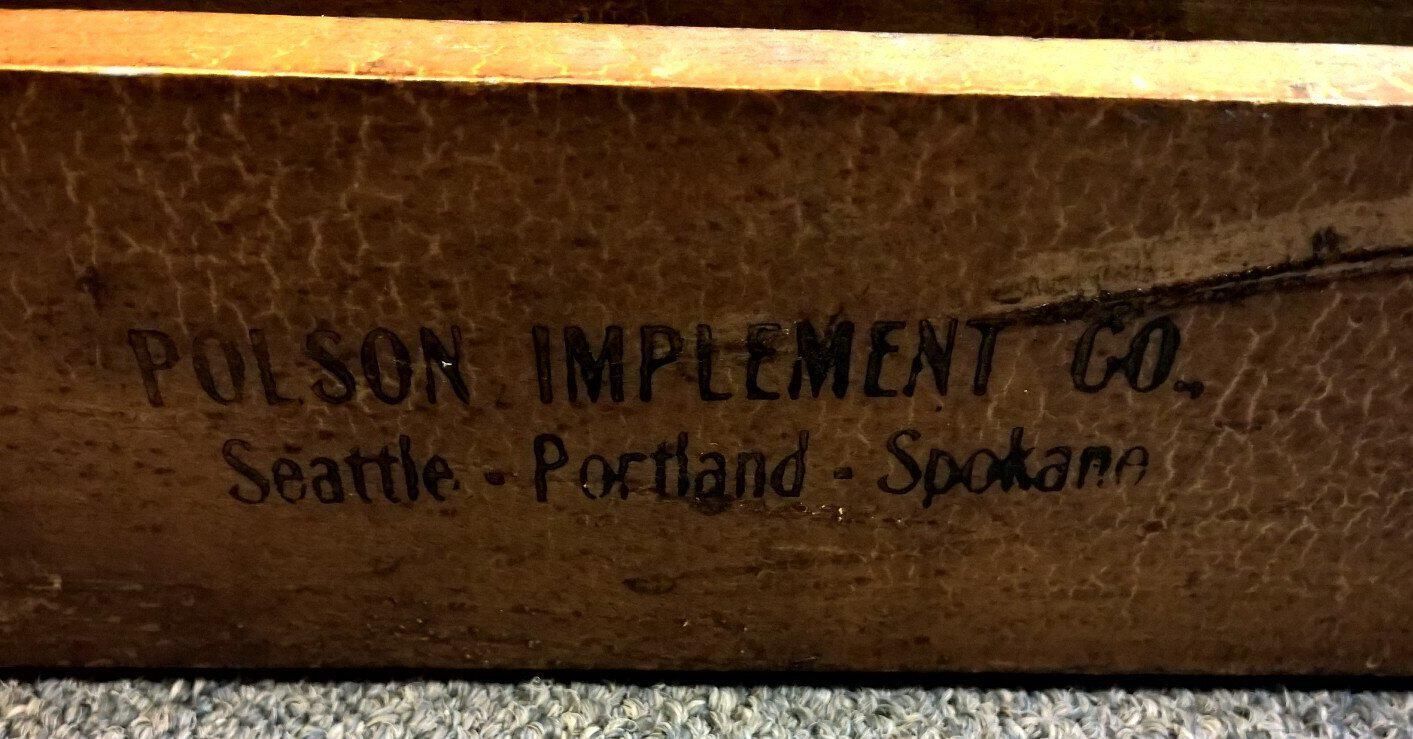 POLSON IMPLEMENT CO.,
Seattle - Portland - Spokane